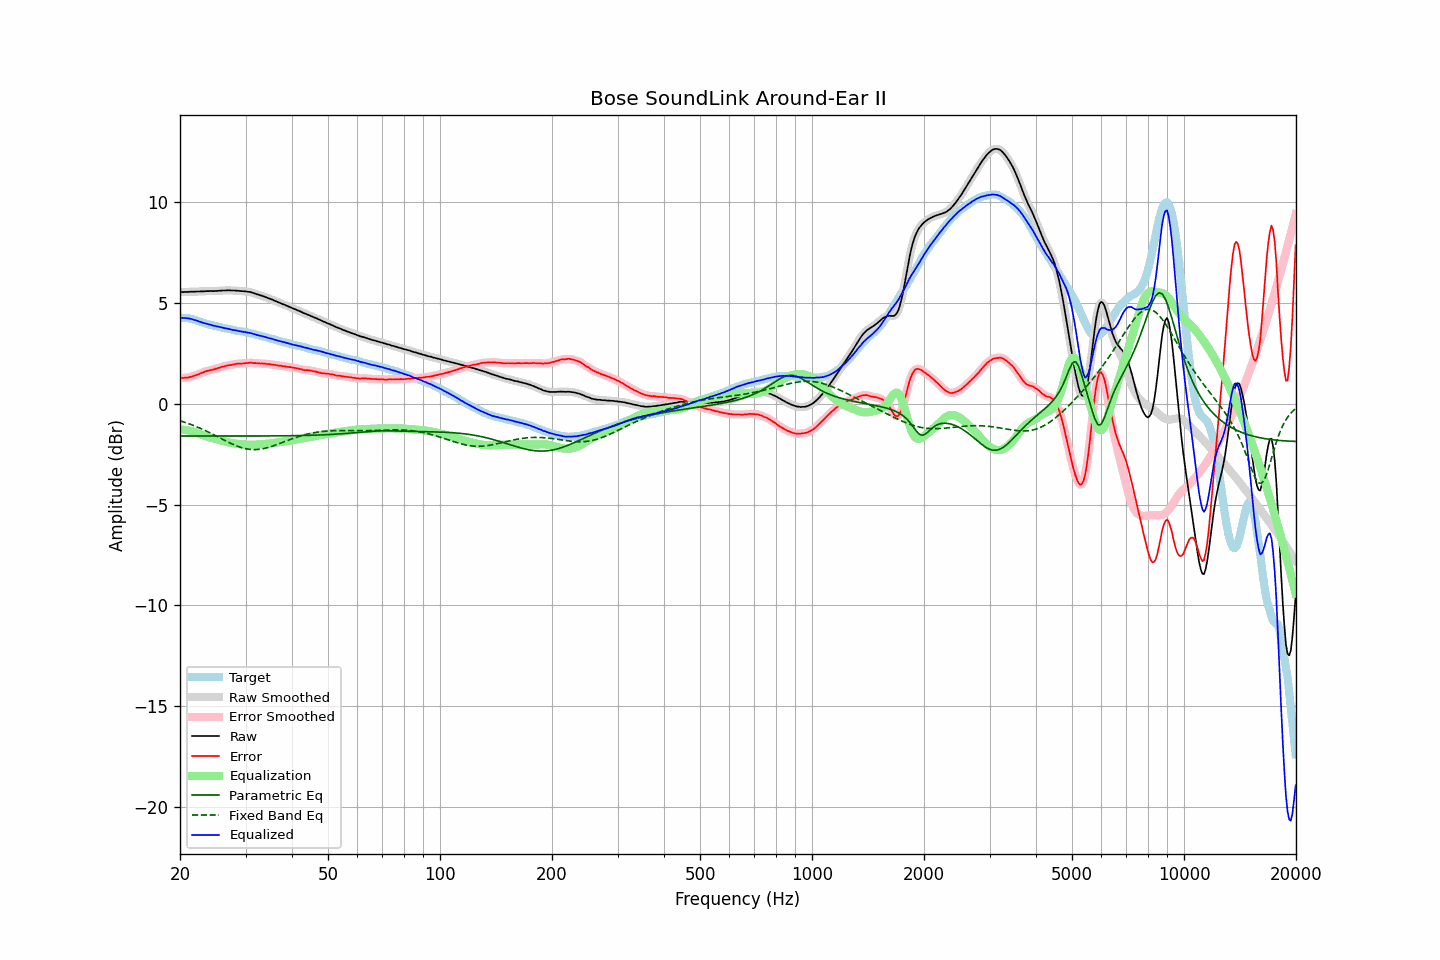 Bose SoundLink Around-Ear II
Amplitude (dBr)
10
5
0
−5
−10
−15
−20
Target
Raw Smoothed
Error Smoothed
Raw
Error
Equalization
Parametric Eq
Fixed Band Eq
Equalized
20 50 100 200 500 1000 2000 5000 10000 20000
Frequency (Hz)